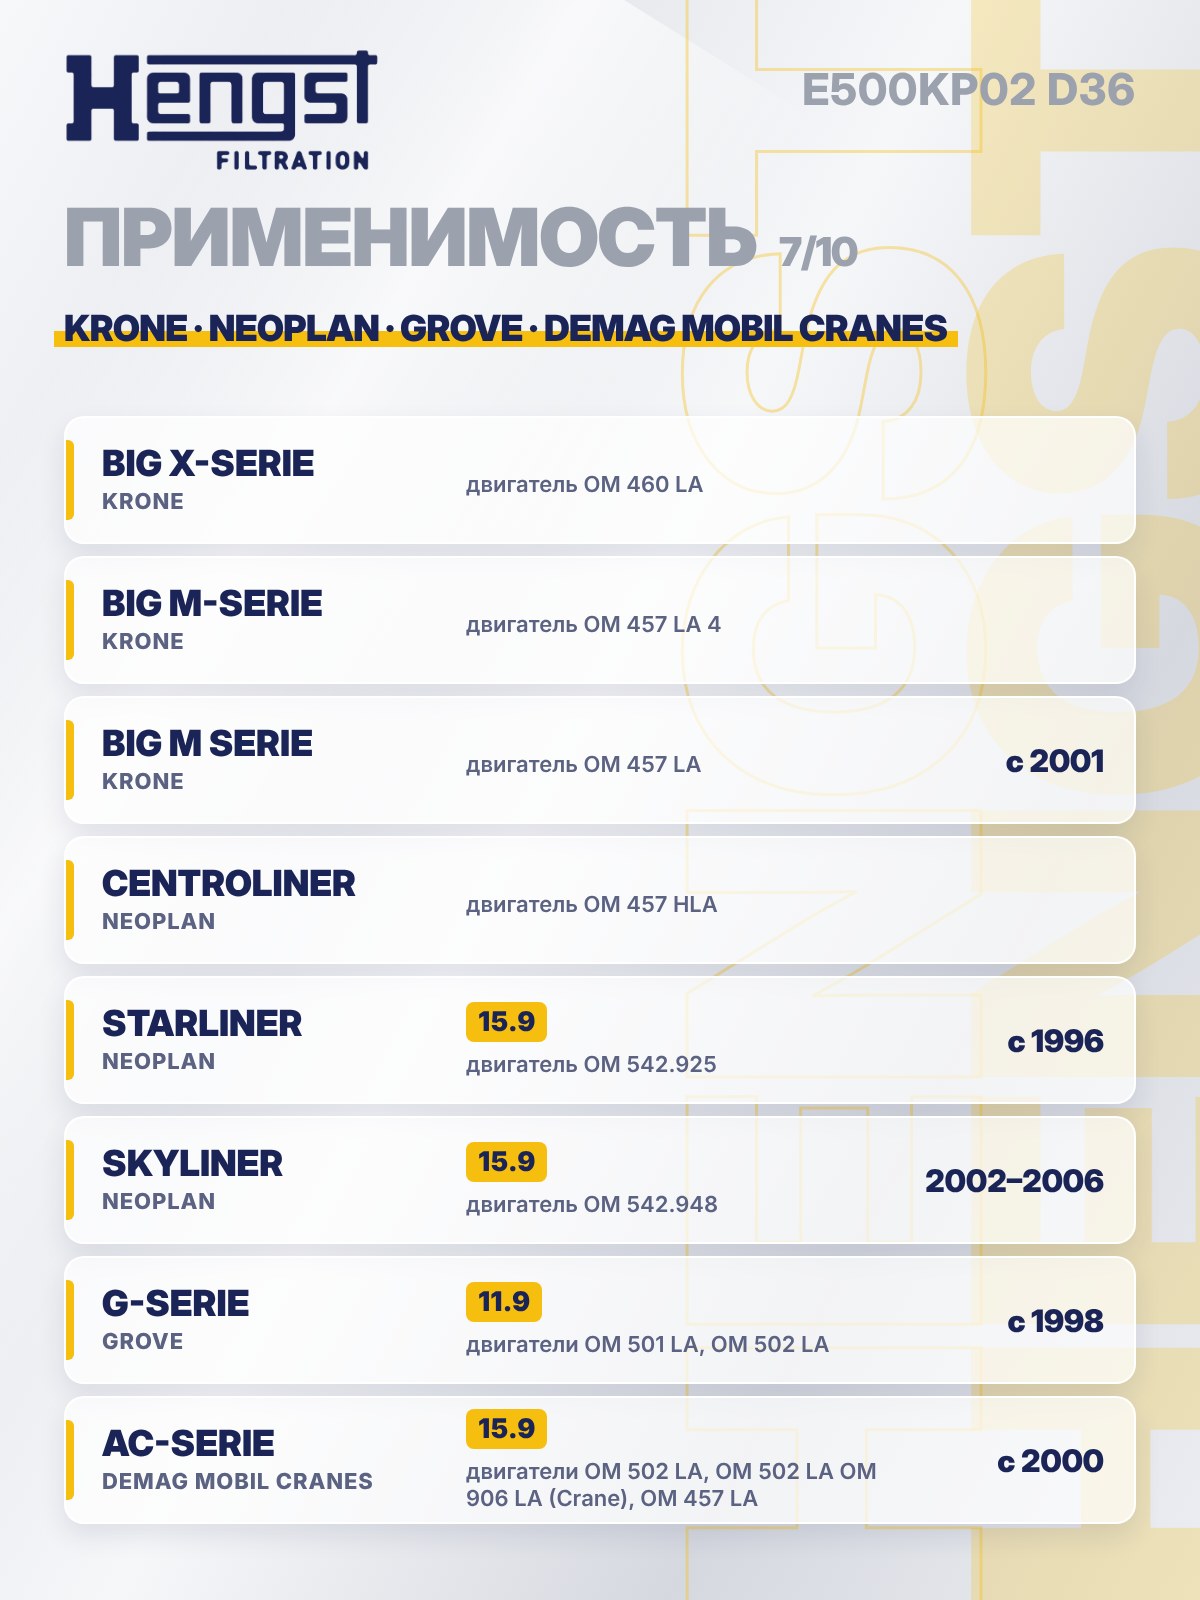 Hengst
FILTRATION
E500KP02 D36
ПРИМЕНИМОСТЬ 7/10
KRONE · NEOPLAN · GROVE · DEMAG MOBIL CRANES
BIG X-SERIE
KRONE
двигатель OM 460 LA
BIG M-SERIE
KRONE
двигатель OM 457 LA 4
BIG M SERIE
KRONE
двигатель OM 457 LA
с 2001
CENTROLINER
NEOPLAN
двигатель OM 457 HLA
STARLINER
NEOPLAN
15.9
двигатель OM 542.925
с 1996
SKYLINER
NEOPLAN
15.9
двигатель OM 542.948
2002–2006
G-SERIE
GROVE
11.9
двигатели OM 501 LA, OM 502 LA
с 1998
AC-SERIE
DEMAG MOBIL CRANES
15.9
двигатели OM 502 LA, OM 502 LA OM
906 LA (Crane), OM 457 LA
с 2000
HENGST
HENGST